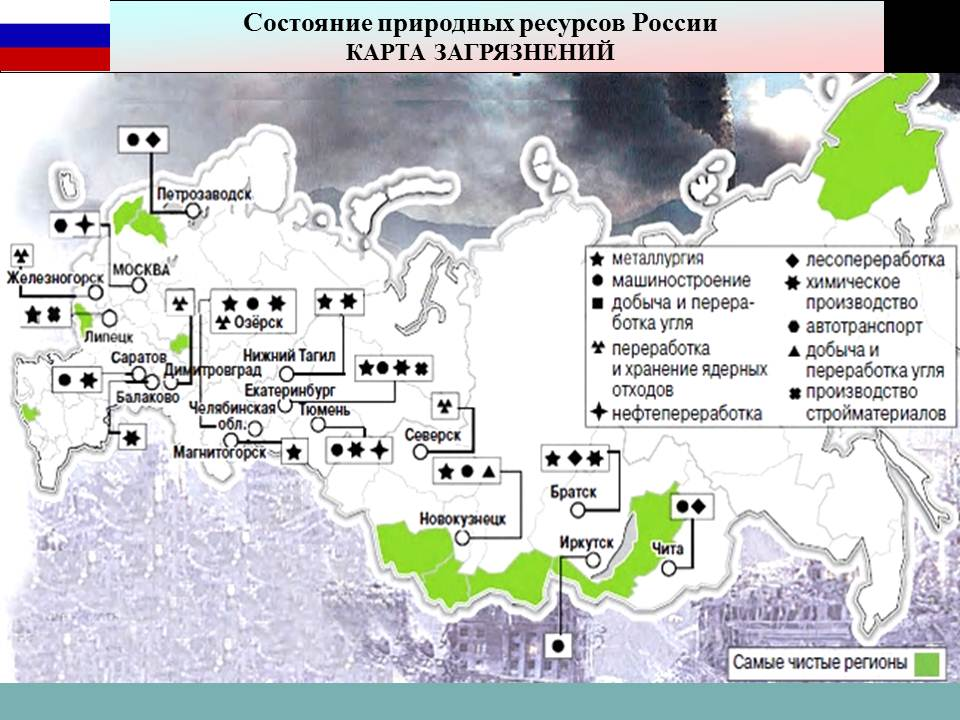 Состояние природных ресурсов России
КАРТА ЗАГРЯЗНЕНИЙ
Петрозаводск
Железногорск
МОСКВА
Липецк
Озёрск
Саратов
Димитровград
Балаково
Нижний Тагил
Екатеринбург
Челябинская
обл.
Тюмень
Магнитогорск
Северск
Новокузнецк
Братск
Иркутск
Чита
металлургия
машиностроение
добыча и перера-
ботка угля
переработка
и хранение ядерных
отходов
нефтепереработка
лесопереработка
химическое
производство
автотранспорт
добыча и
переработка угля
производство
стройматериалов
Самые чистые регионы